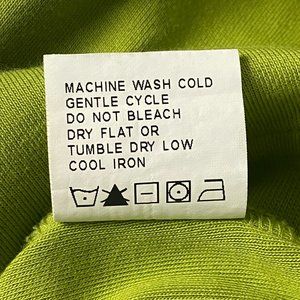 MACHINE WASH COLD
GENTLE CYCLE
DO NOT BLEACH
DRY FLAT OR
TUMBLE DRY LOW
COOL IRON